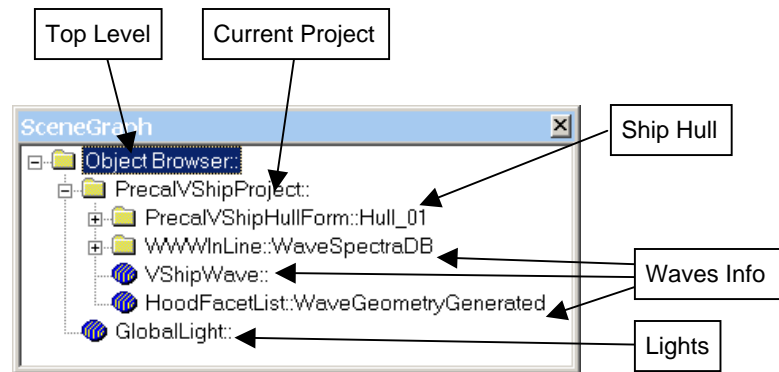 Top Level
Current Project
SceneGraph
Ship Hull
Object Browser::
PrecalVShipProject::
PrecalVShipHullForm::Hull_01
WWWInLine::WaveSpectraDB
VShipWave::
Waves Info
HoodFacetList::WaveGeometryGenerated
GlobalLight::
Lights